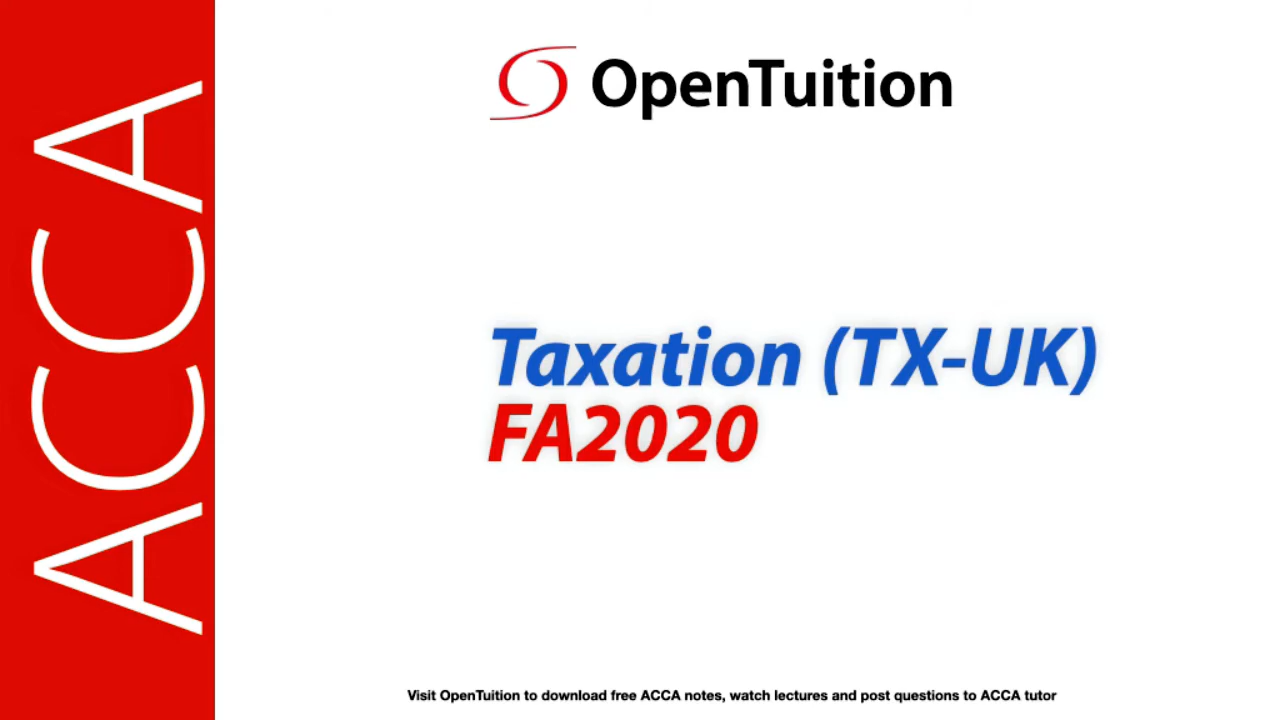 ACCA
OpenTuition
Taxation (TX-UK)
FA2020
Visit OpenTuition to download free ACCA notes, watch lectures and post questions to ACCA tutor